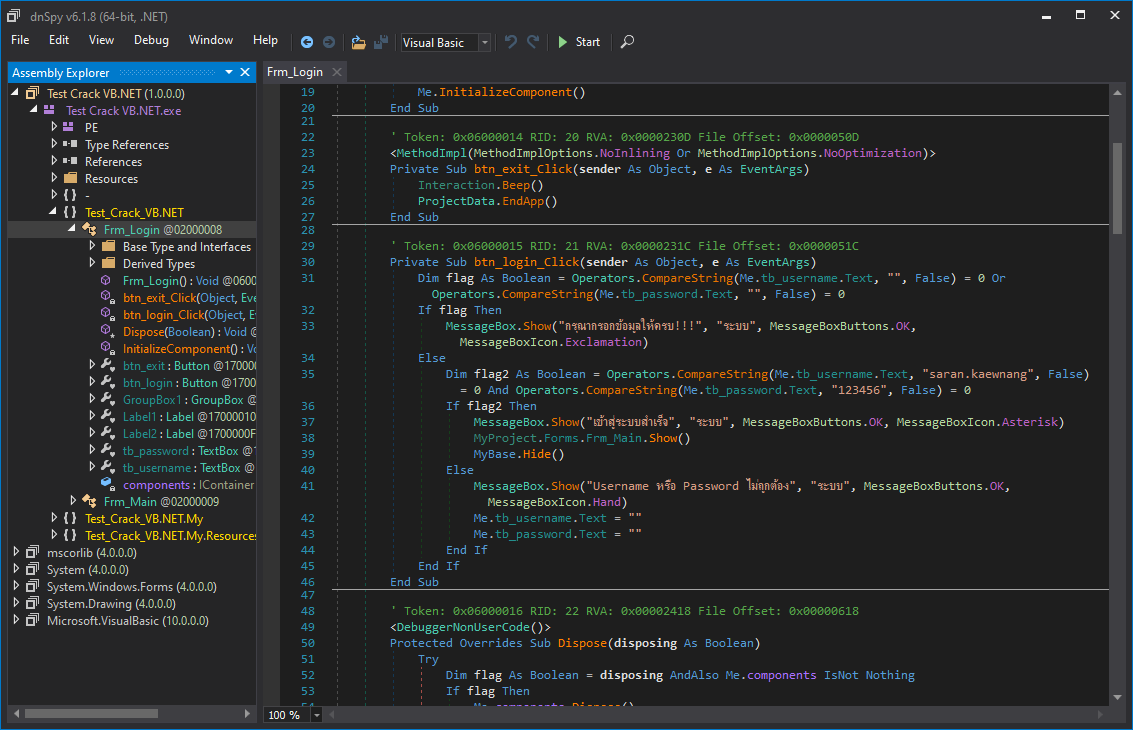 dnSpy v6.1.8 (64-bit, .NET)
File Edit View Debug Window Help Visual Basic Start
Assembly Explorer
Test Crack VB.NET (1.0.0.0)
Test Crack VB.NET.exe
PE
Type References
References
Resources
{ } -
{ } Test_Crack_VB.NET
Frm_Login @02000008
Base Type and Interfaces
Derived Types
Frm_Login() : Void @0600
btn_exit_Click(Object, Eve
btn_login_Click(Object, E
Dispose(Boolean) : Void @
InitializeComponent() : Vo
btn_exit : Button @17000
btn_login : Button @1700
GroupBox1 : GroupBox @
Label1 : Label @17000010
Label2 : Label @1700000F
tb_password : TextBox @1
tb_username : TextBox @
components : IContainer
Frm_Main @02000009
{ } Test_Crack_VB.NET.My
{ } Test_Crack_VB.NET.My.Resources
mscorlib (4.0.0.0)
System (4.0.0.0)
System.Windows.Forms (4.0.0.0)
System.Drawing (4.0.0.0)
Microsoft.VisualBasic (10.0.0.0)
Frm_Login
19 Me.InitializeComponent()
20 End Sub
21
22 ' Token: 0x06000014 RID: 20 RVA: 0x0000230D File Offset: 0x0000050D
23 <MethodImpl(MethodImplOptions.NoInlining Or MethodImplOptions.NoOptimization)>
24 Private Sub btn_exit_Click(sender As Object, e As EventArgs)
25 Interaction.Beep()
26 ProjectData.EndApp()
27 End Sub
28
29 ' Token: 0x06000015 RID: 21 RVA: 0x0000231C File Offset: 0x0000051C
30 Private Sub btn_login_Click(sender As Object, e As EventArgs)
31 Dim flag As Boolean = Operators.CompareString(Me.tb_username.Text, "", False) = 0 Or
Operators.CompareString(Me.tb_password.Text, "", False) = 0
32 If flag Then
33 MessageBox.Show("กรุณากรอกข้อมูลให้ครบ!!!", "ระบบ", MessageBoxButtons.OK,
MessageBoxIcon.Exclamation)
34 Else
35 Dim flag2 As Boolean = Operators.CompareString(Me.tb_username.Text, "saran.kaewnang", False)
= 0 And Operators.CompareString(Me.tb_password.Text, "123456", False) = 0
36 If flag2 Then
37 MessageBox.Show("เข้าสู่ระบบสำเร็จ", "ระบบ", MessageBoxButtons.OK, MessageBoxIcon.Asterisk)
38 MyProject.Forms.Frm_Main.Show()
39 MyBase.Hide()
40 Else
41 MessageBox.Show("Username หรือ Password ไม่ถูกต้อง", "ระบบ", MessageBoxButtons.OK,
MessageBoxIcon.Hand)
42 Me.tb_username.Text = ""
43 Me.tb_password.Text = ""
44 End If
45 End If
46 End Sub
47
48 ' Token: 0x06000016 RID: 22 RVA: 0x00002418 File Offset: 0x00000618
49 <DebuggerNonUserCode()>
50 Protected Overrides Sub Dispose(disposing As Boolean)
51 Try
52 Dim flag As Boolean = disposing AndAlso Me.components IsNot Nothing
53 If flag Then
54 Me.components.Dispose()
100 %